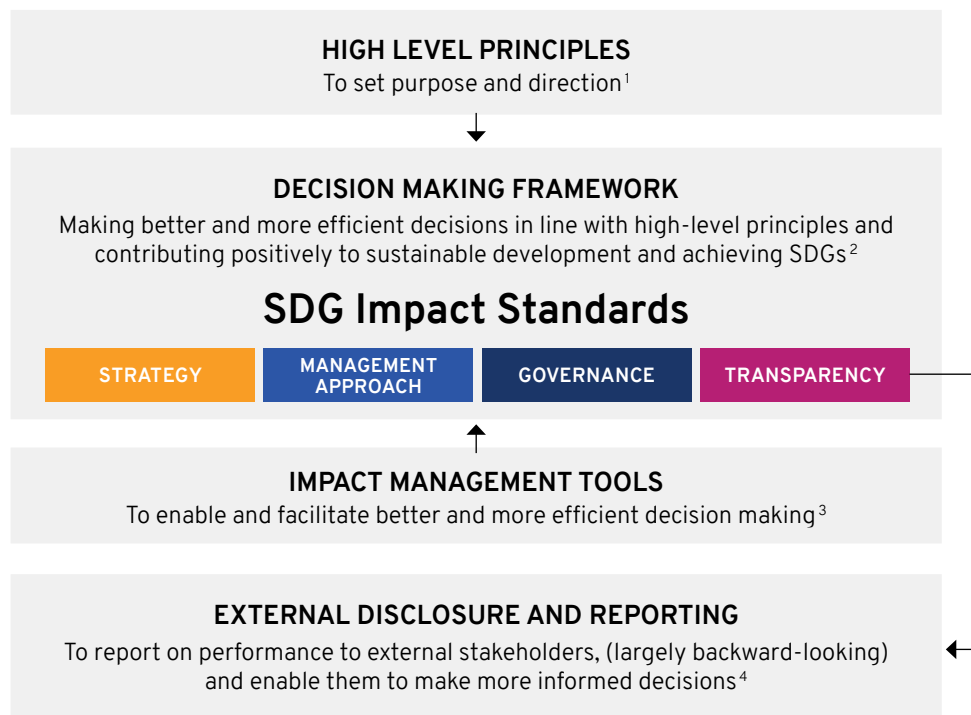 HIGH LEVEL PRINCIPLES
To set purpose and direction¹
DECISION MAKING FRAMEWORK
Making better and more efficient decisions in line with high-level principles and
contributing positively to sustainable development and achieving SDGs²
SDG Impact Standards
STRATEGY
MANAGEMENT
APPROACH
GOVERNANCE
TRANSPARENCY
IMPACT MANAGEMENT TOOLS
To enable and facilitate better and more efficient decision making³
EXTERNAL DISCLOSURE AND REPORTING
To report on performance to external stakeholders, (largely backward-looking)
and enable them to make more informed decisions⁴